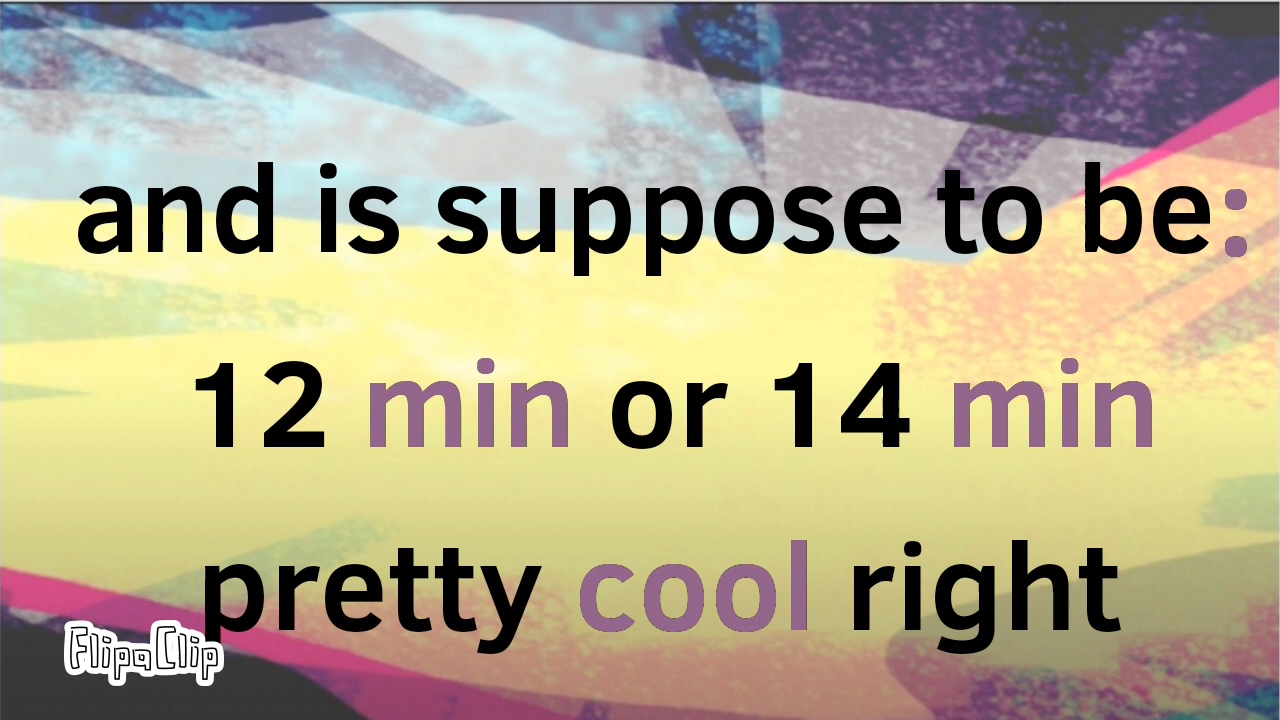 and is suppose to be:
12 min or 14 min
pretty cool right
FlipaClip